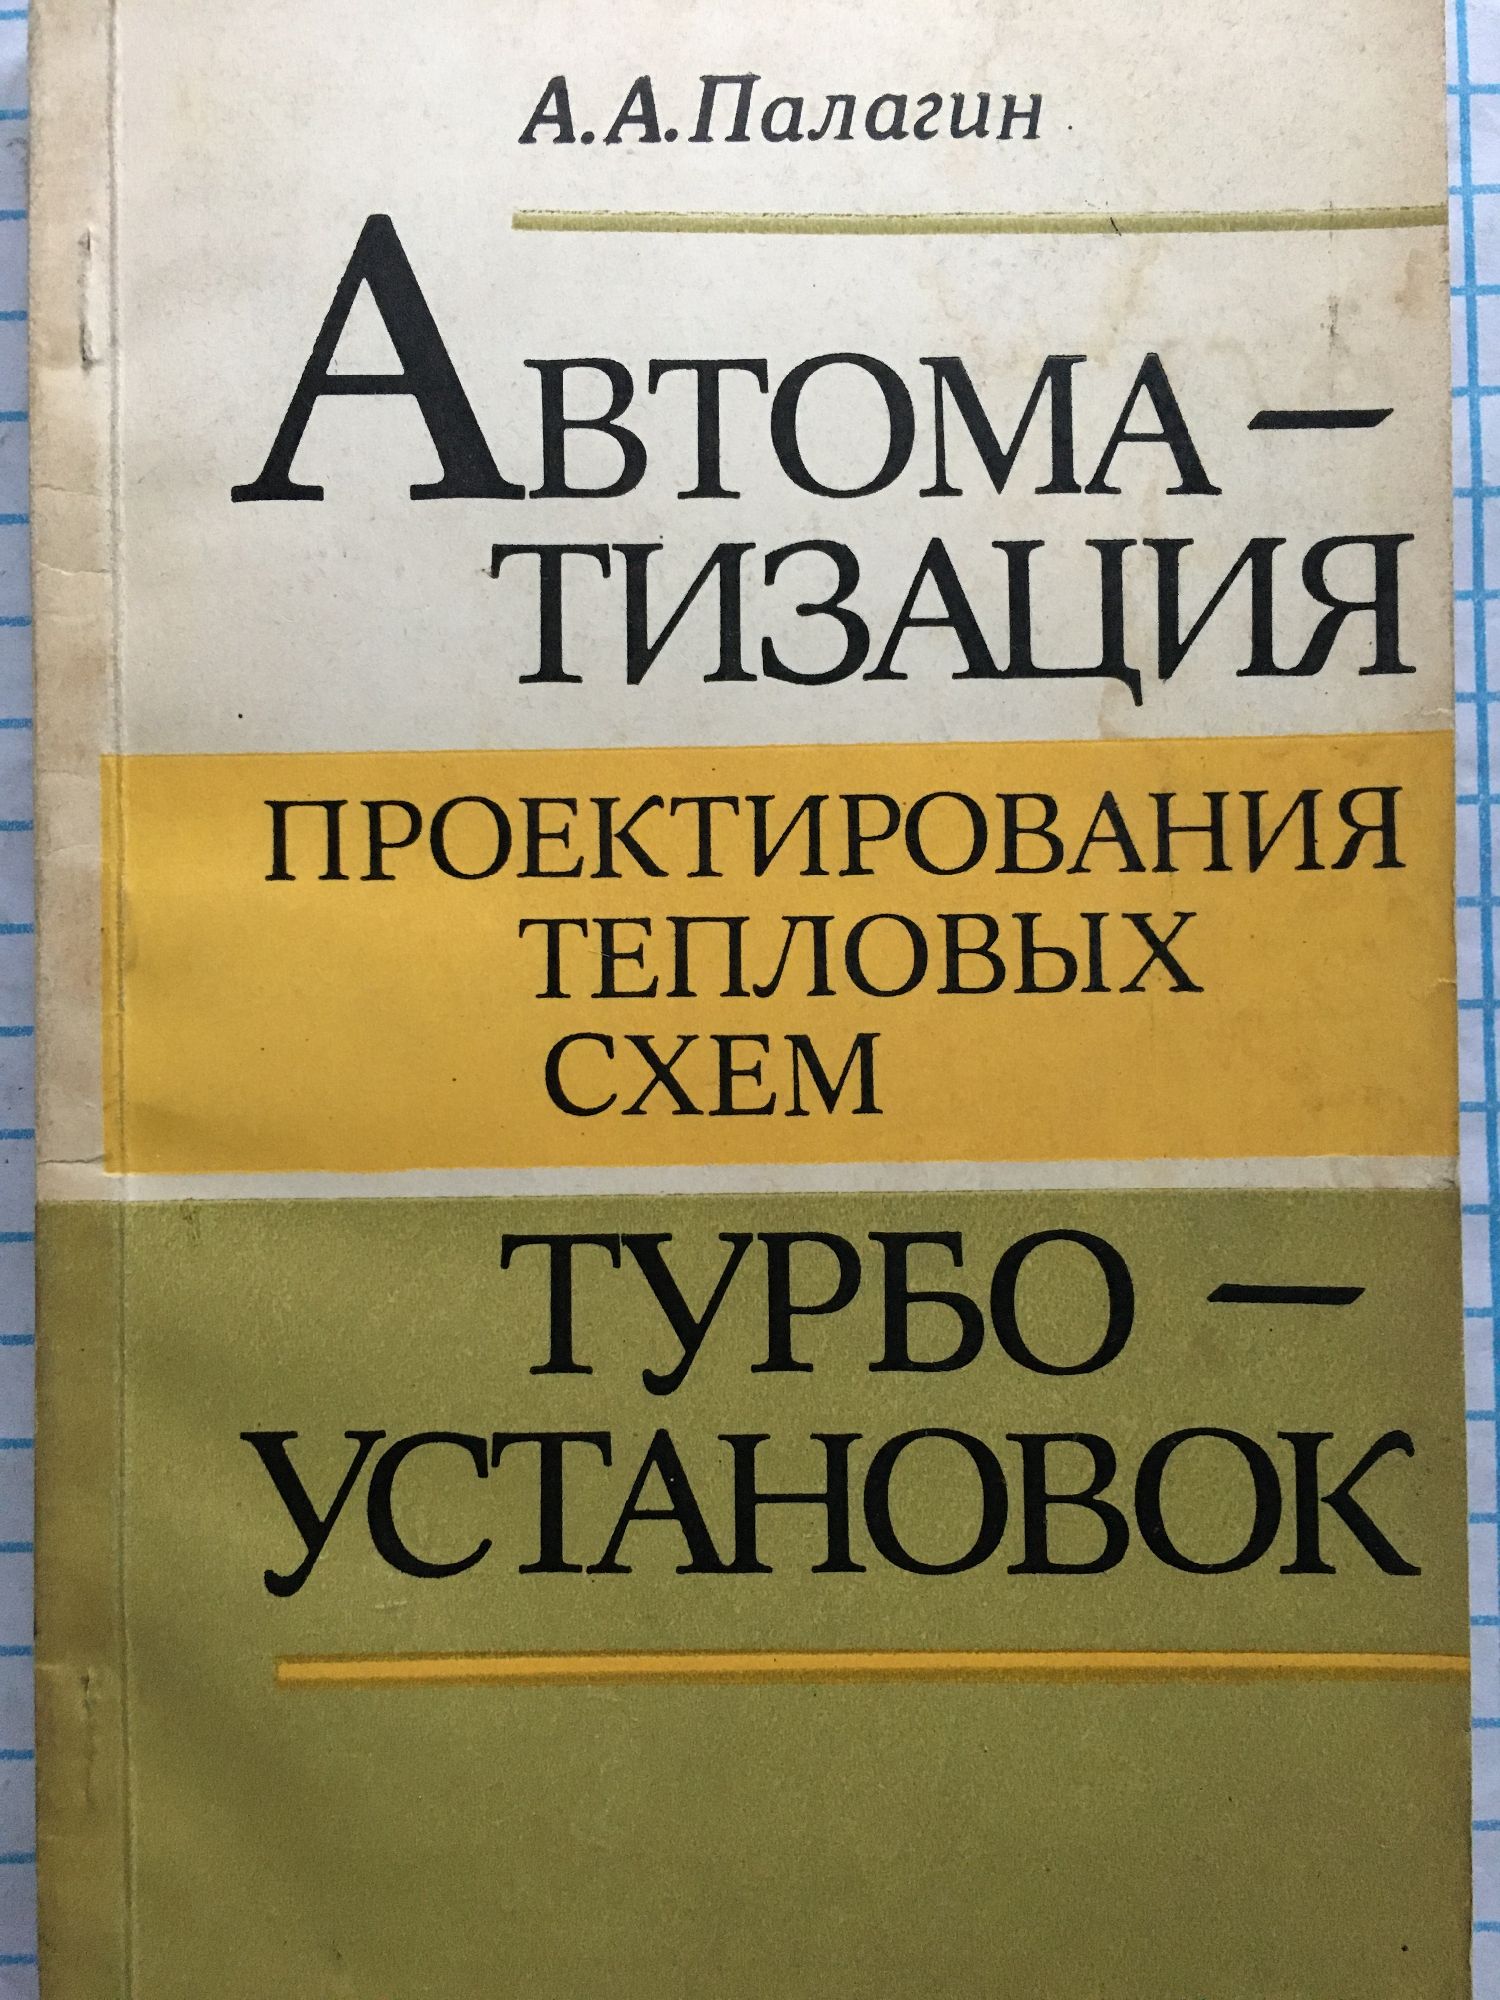 А. А. Палагин
АВТОМА-
ТИЗАЦИЯ
ПРОЕКТИРОВАНИЯ
ТЕПЛОВЫХ
СХЕМ
ТУРБО-
УСТАНОВОК